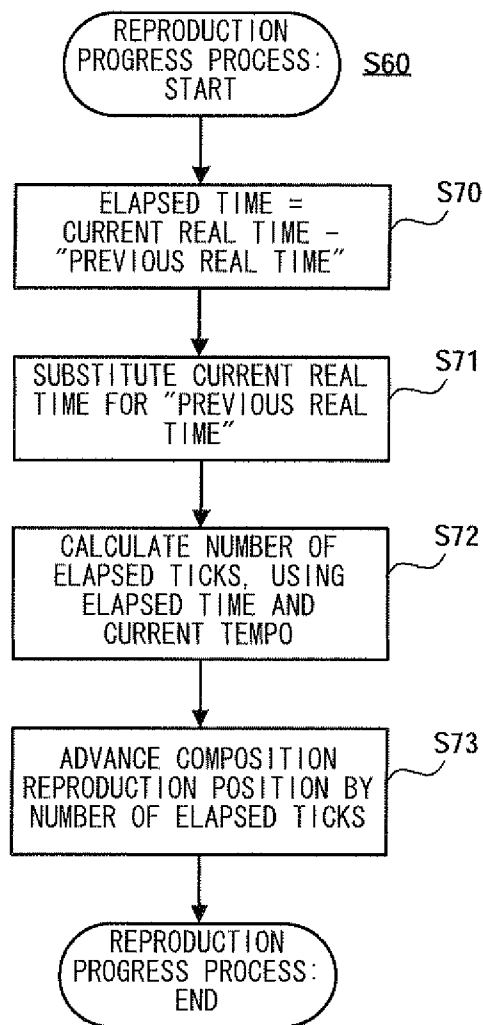 REPRODUCTION
PROGRESS PROCESS:
START
S60
S70
ELAPSED TIME =
CURRENT REAL TIME -
"PREVIOUS REAL TIME"
S71
SUBSTITUTE CURRENT REAL
TIME FOR "PREVIOUS REAL
TIME"
S72
CALCULATE NUMBER OF
ELAPSED TICKS, USING
ELAPSED TIME AND
CURRENT TEMPO
S73
ADVANCE COMPOSITION
REPRODUCTION POSITION BY
NUMBER OF ELAPSED TICKS
REPRODUCTION
PROGRESS PROCESS:
END